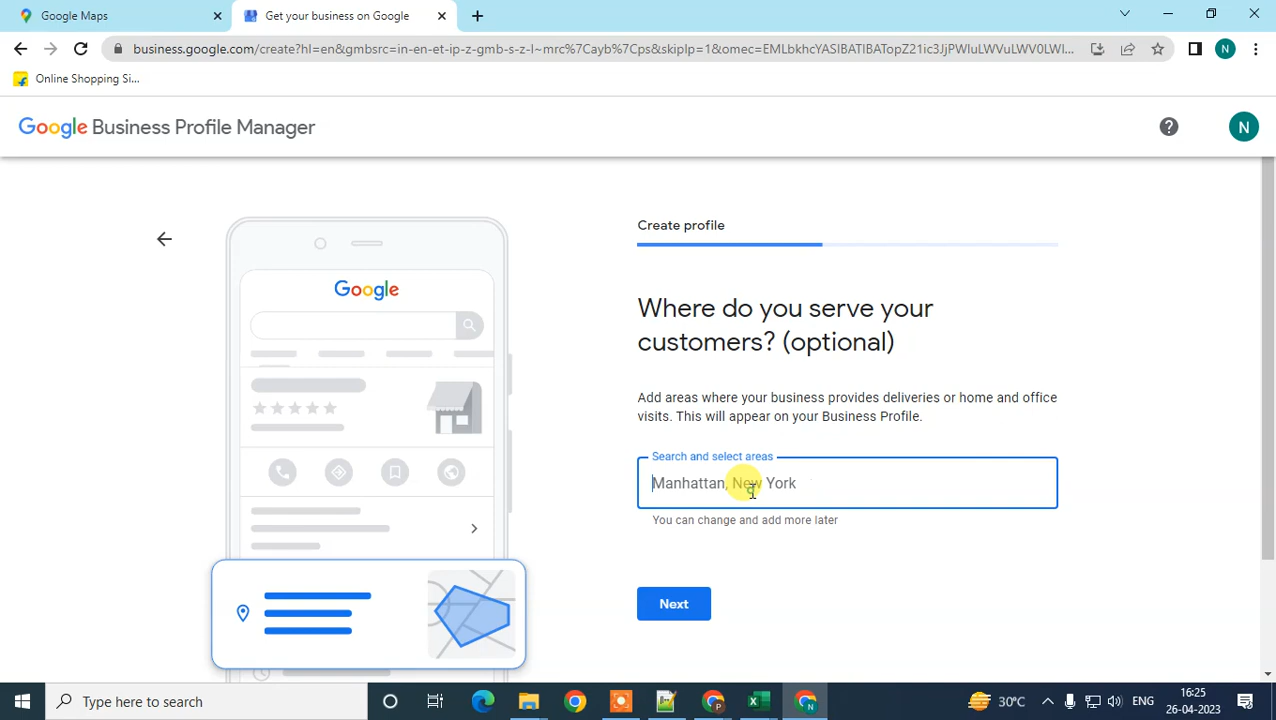 Google Maps
Get your business on Google
business.google.com/create?hl=en&gmbsrc=in-en-et-ip-z-gmb-s-z-l~mrc%7Cayb%7Cps&skipIp=1&omec=EMLbkhcYASIBATIBATopZ21ic3JjPWluLWVuLWV0LWl...
N
Online Shopping Si...
Google Business Profile Manager
N
Create profile
Google
Where do you serve your
customers? (optional)
Add areas where your business provides deliveries or home and office
visits. This will appear on your Business Profile.
Search and select areas
Manhattan, New York
You can change and add more later
Next
Type here to search
30°C
ENG
16:25
26-04-2023